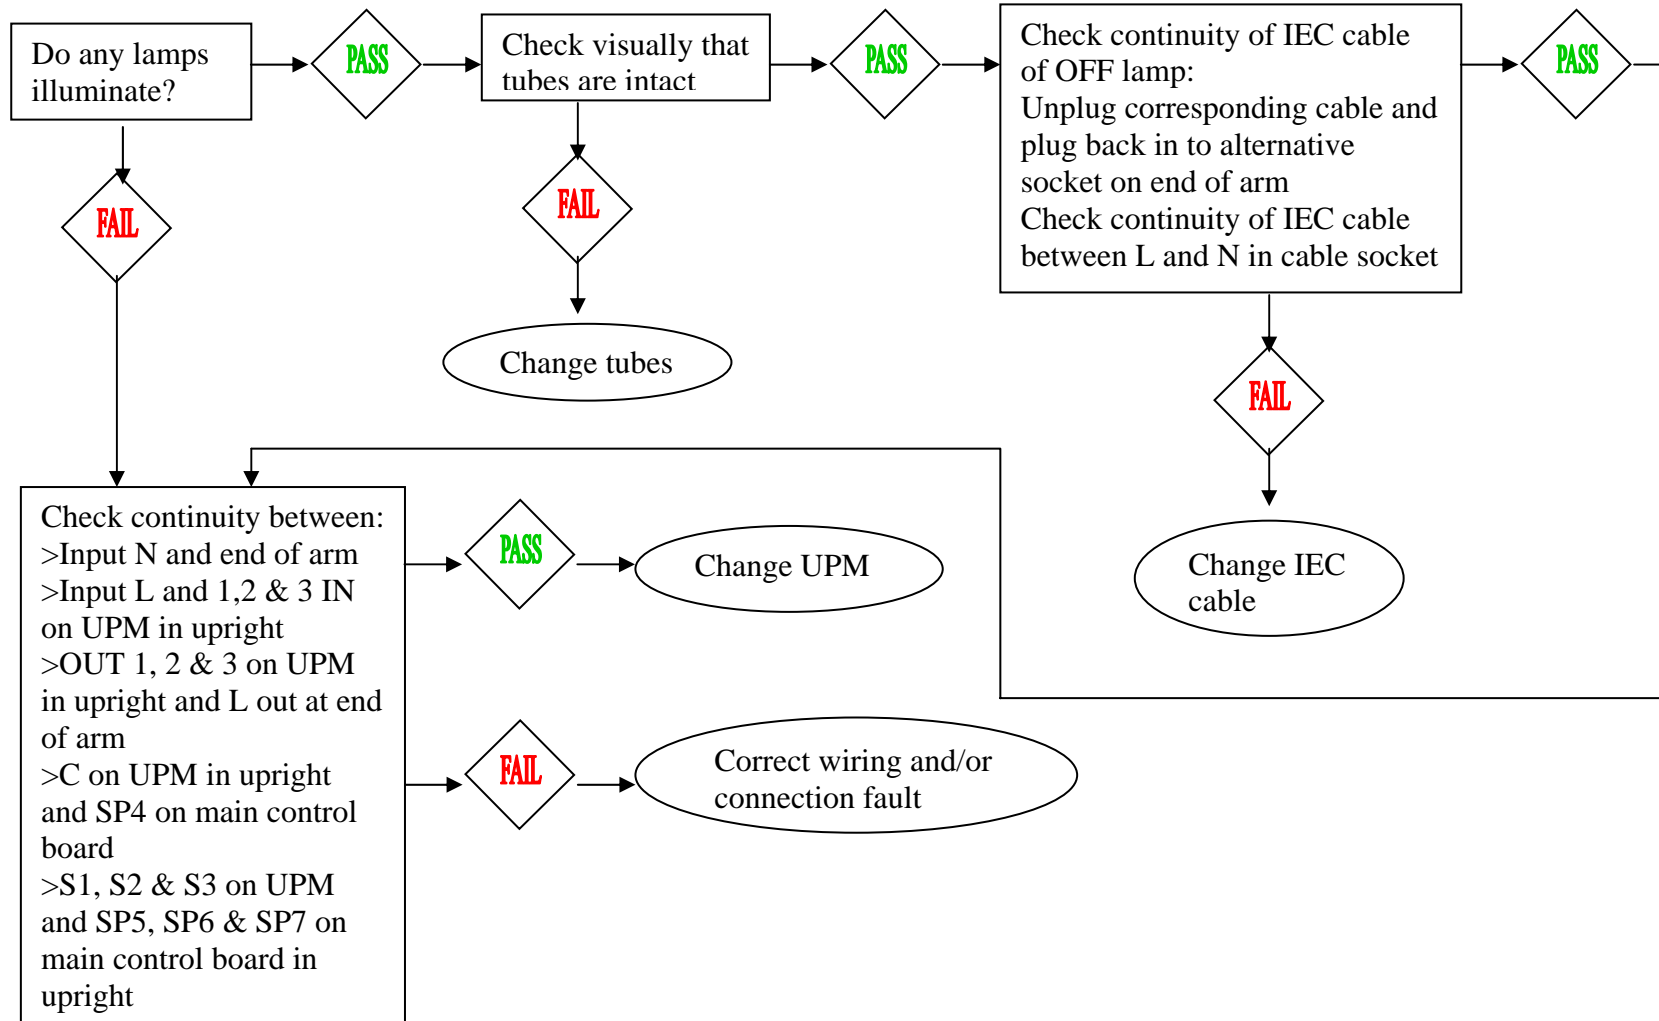 Do any lamps
illuminate?
PASS
Check visually that
tubes are intact
PASS
Check continuity of IEC cable
of OFF lamp:
Unplug corresponding cable and
plug back in to alternative
socket on end of arm
Check continuity of IEC cable
between L and N in cable socket
PASS
FAIL
FAIL
Change tubes
FAIL
Change IEC
cable
Check continuity between:
>Input N and end of arm
>Input L and 1,2 & 3 IN
on UPM in upright
>OUT 1, 2 & 3 on UPM
in upright and L out at end
of arm
>C on UPM in upright
and SP4 on main control
board
>S1, S2 & S3 on UPM
and SP5, SP6 & SP7 on
main control board in
upright
PASS
Change UPM
FAIL
Correct wiring and/or
connection fault